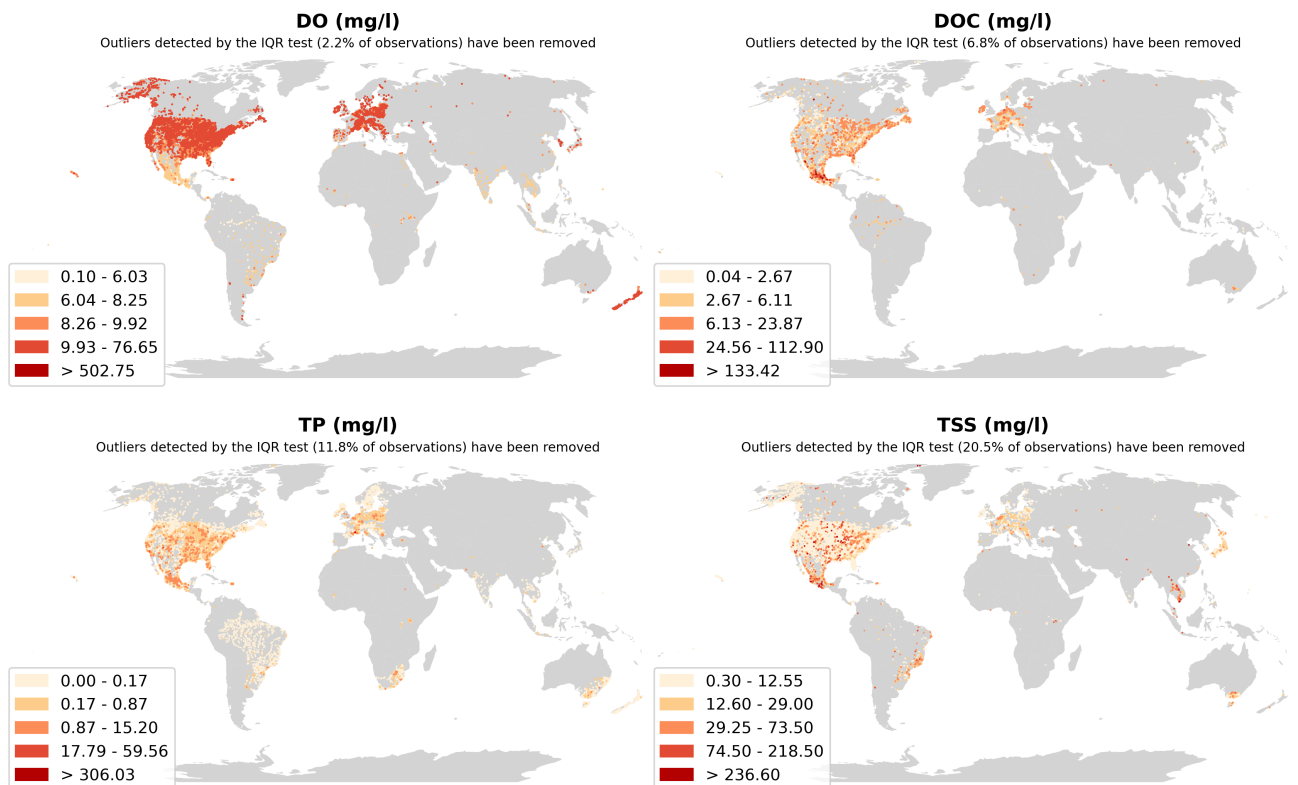 DO (mg/l)
Outliers detected by the IQR test (2.2% of observations) have been removed
0.10 - 6.03
6.04 - 8.25
8.26 - 9.92
9.93 - 76.65
> 502.75
DOC (mg/l)
Outliers detected by the IQR test (6.8% of observations) have been removed
0.04 - 2.67
2.67 - 6.11
6.13 - 23.87
24.56 - 112.90
> 133.42
TP (mg/l)
Outliers detected by the IQR test (11.8% of observations) have been removed
0.00 - 0.17
0.17 - 0.87
0.87 - 15.20
17.79 - 59.56
> 306.03
TSS (mg/l)
Outliers detected by the IQR test (20.5% of observations) have been removed
0.30 - 12.55
12.60 - 29.00
29.25 - 73.50
74.50 - 218.50
> 236.60